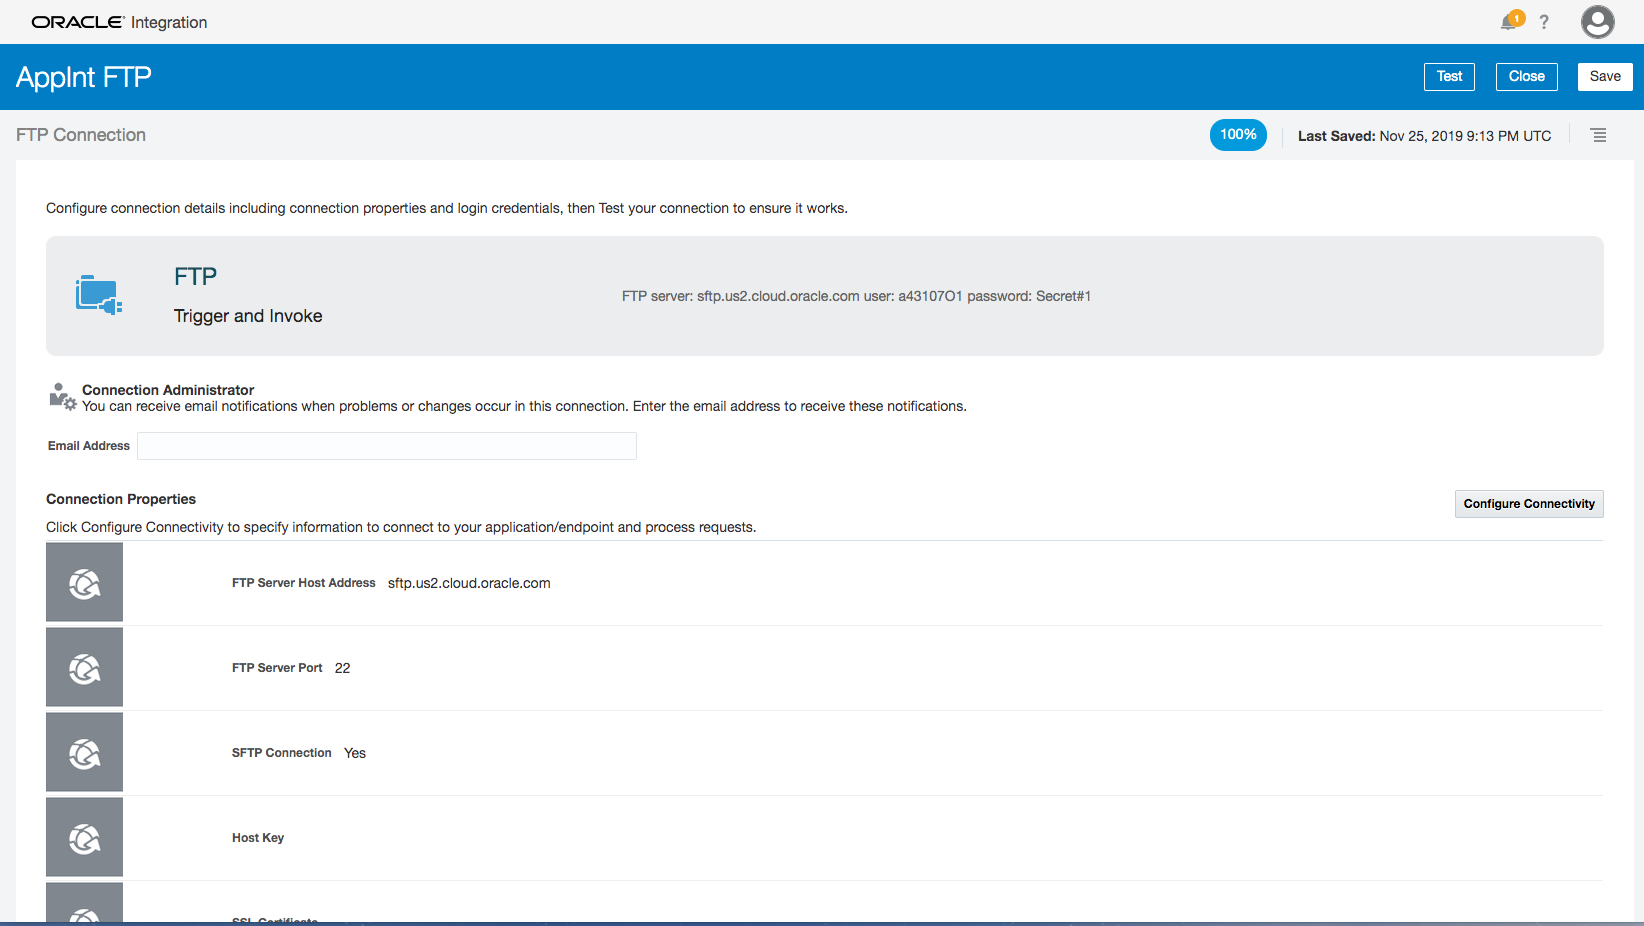 ORACLE Integration
1
?
AppInt FTP
Test
Close
Save
FTP Connection
100%
Last Saved: Nov 25, 2019 9:13 PM UTC
Configure connection details including connection properties and login credentials, then Test your connection to ensure it works.
FTP
Trigger and Invoke
FTP server: sftp.us2.cloud.oracle.com user: a43107O1 password: Secret#1
Connection Administrator
You can receive email notifications when problems or changes occur in this connection. Enter the email address to receive these notifications.
Email Address
Connection Properties
Configure Connectivity
Click Configure Connectivity to specify information to connect to your application/endpoint and process requests.
FTP Server Host Address sftp.us2.cloud.oracle.com
FTP Server Port 22
SFTP Connection Yes
Host Key
SSL Certificate